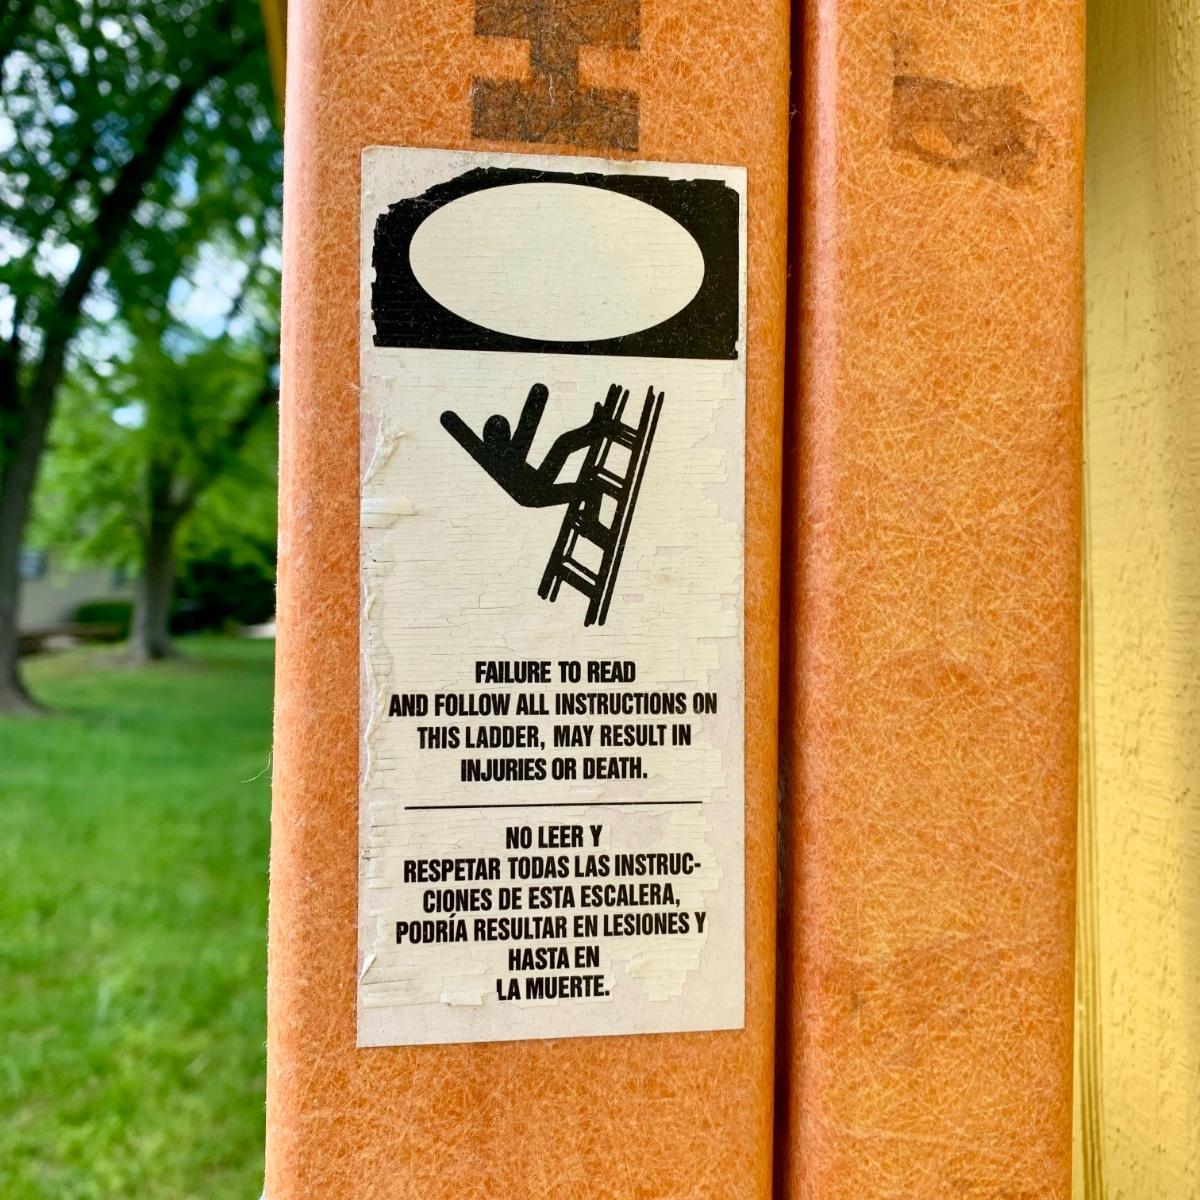 FAILURE TO READ
AND FOLLOW ALL INSTRUCTIONS ON
THIS LADDER, MAY RESULT IN
INJURIES OR DEATH.
NO LEER Y
RESPETAR TODAS LAS INSTRUC-
CIONES DE ESTA ESCALERA,
PODRÍA RESULTAR EN LESIONES Y
HASTA EN
LA MUERTE.